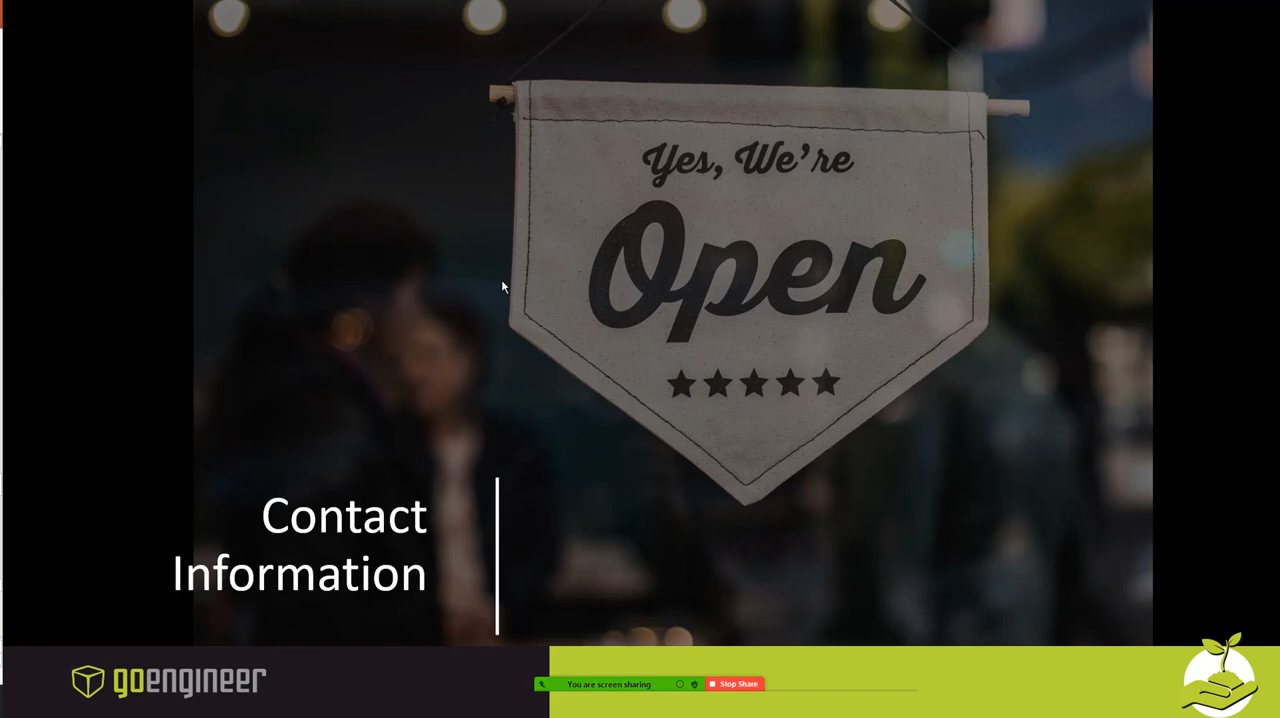 Yes, We're
Open
Contact
Information
goengineer
You are screen sharing
Stop Share